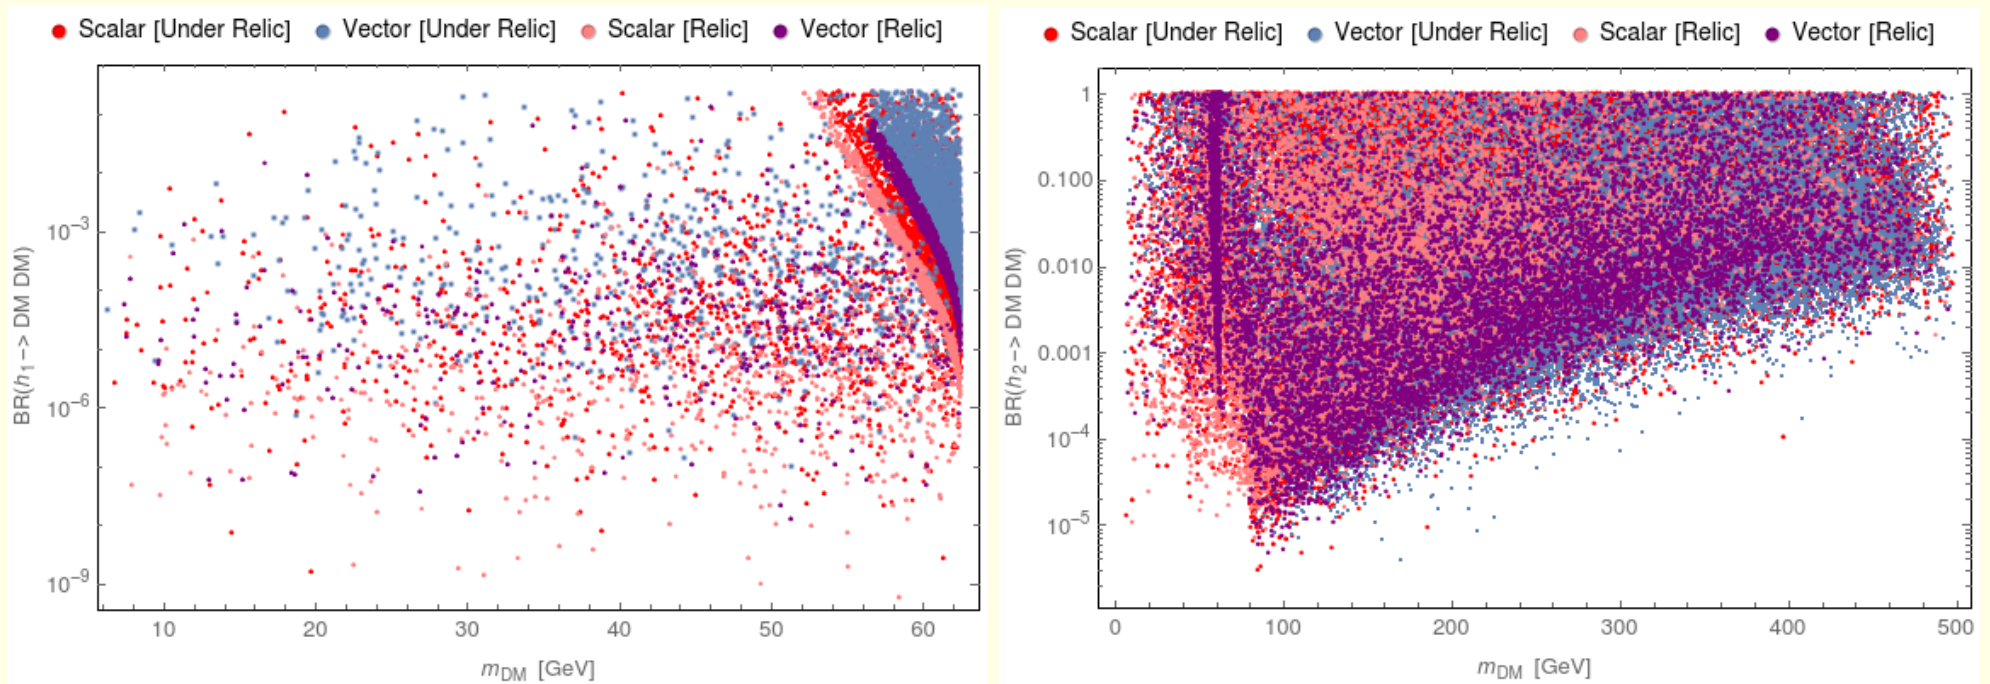 Scalar [Under Relic] Vector [Under Relic] Scalar [Relic] Vector [Relic]
BR(h₁−> DM DM)
10⁻³
10⁻⁶
10⁻⁹
10 20 30 40 50 60
m_DM [GeV]
Scalar [Under Relic] Vector [Under Relic] Scalar [Relic] Vector [Relic]
BR(h₂−> DM DM)
1
0.100
0.010
0.001
10⁻⁴
10⁻⁵
0 100 200 300 400 500
m_DM [GeV]